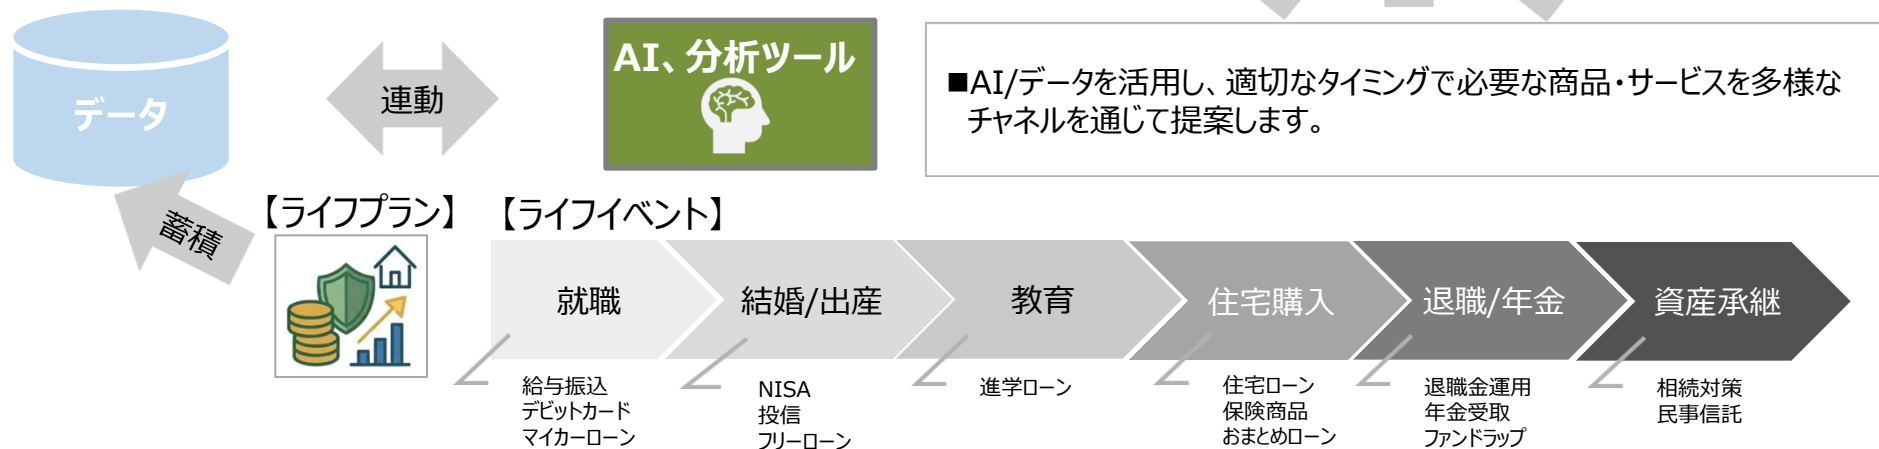 データ
連動
AI、分析ツール
■AI/データを活用し、適切なタイミングで必要な商品・サービスを多様な
チャネルを通じて提案します。
蓄積
【ライフプラン】
【ライフイベント】
就職
結婚/出産
教育
住宅購入
退職/年金
資産承継
給与振込
デビットカード
マイカーローン
NISA
投信
フリーローン
進学ローン
住宅ローン
保険商品
おまとめローン
退職金運用
年金受取
ファンドラップ
相続対策
民事信託